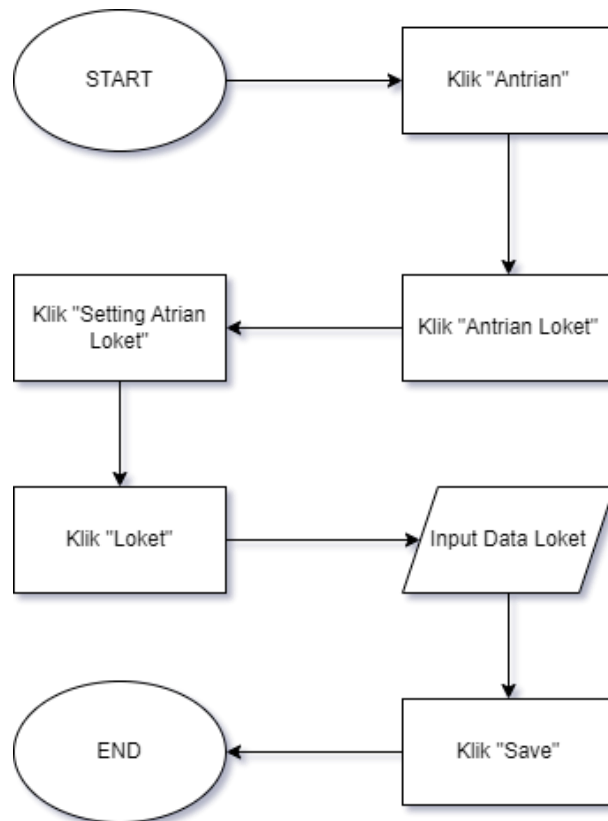 START
Klik "Antrian"
Klik "Antrian Loket"
Klik "Setting Atrian
Loket"
Klik "Loket"
Input Data Loket
Klik "Save"
END